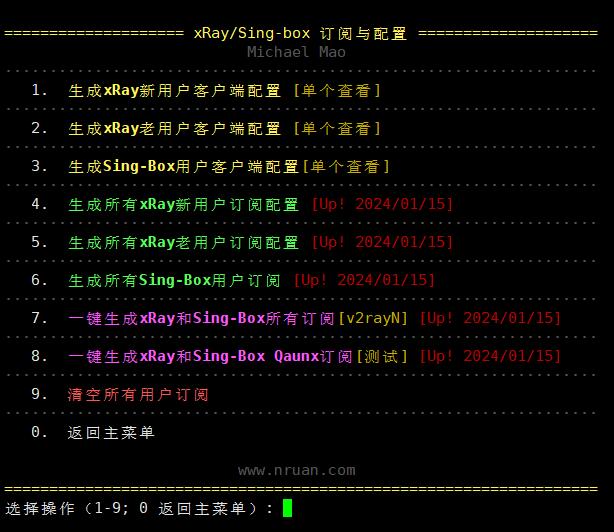 ==================== xRay/Sing-box 订阅与配置 ====================
Michael Mao
1. 生成xRay新用户客户端配置 [单个查看]
2. 生成xRay老用户客户端配置 [单个查看]
3. 生成Sing-Box用户客户端配置[单个查看]
4. 生成所有xRay新用户订阅配置 [Up! 2024/01/15]
5. 生成所有xRay老用户订阅配置 [Up! 2024/01/15]
6. 生成所有Sing-Box用户订阅 [Up! 2024/01/15]
7. 一键生成xRay和Sing-Box所有订阅[v2rayN] [Up! 2024/01/15]
8. 一键生成xRay和Sing-Box Qaunx订阅[测试] [Up! 2024/01/15]
9. 清空所有用户订阅
0. 返回主菜单
www.nruan.com
==================================================================
选择操作（1-9; 0 返回主菜单）: